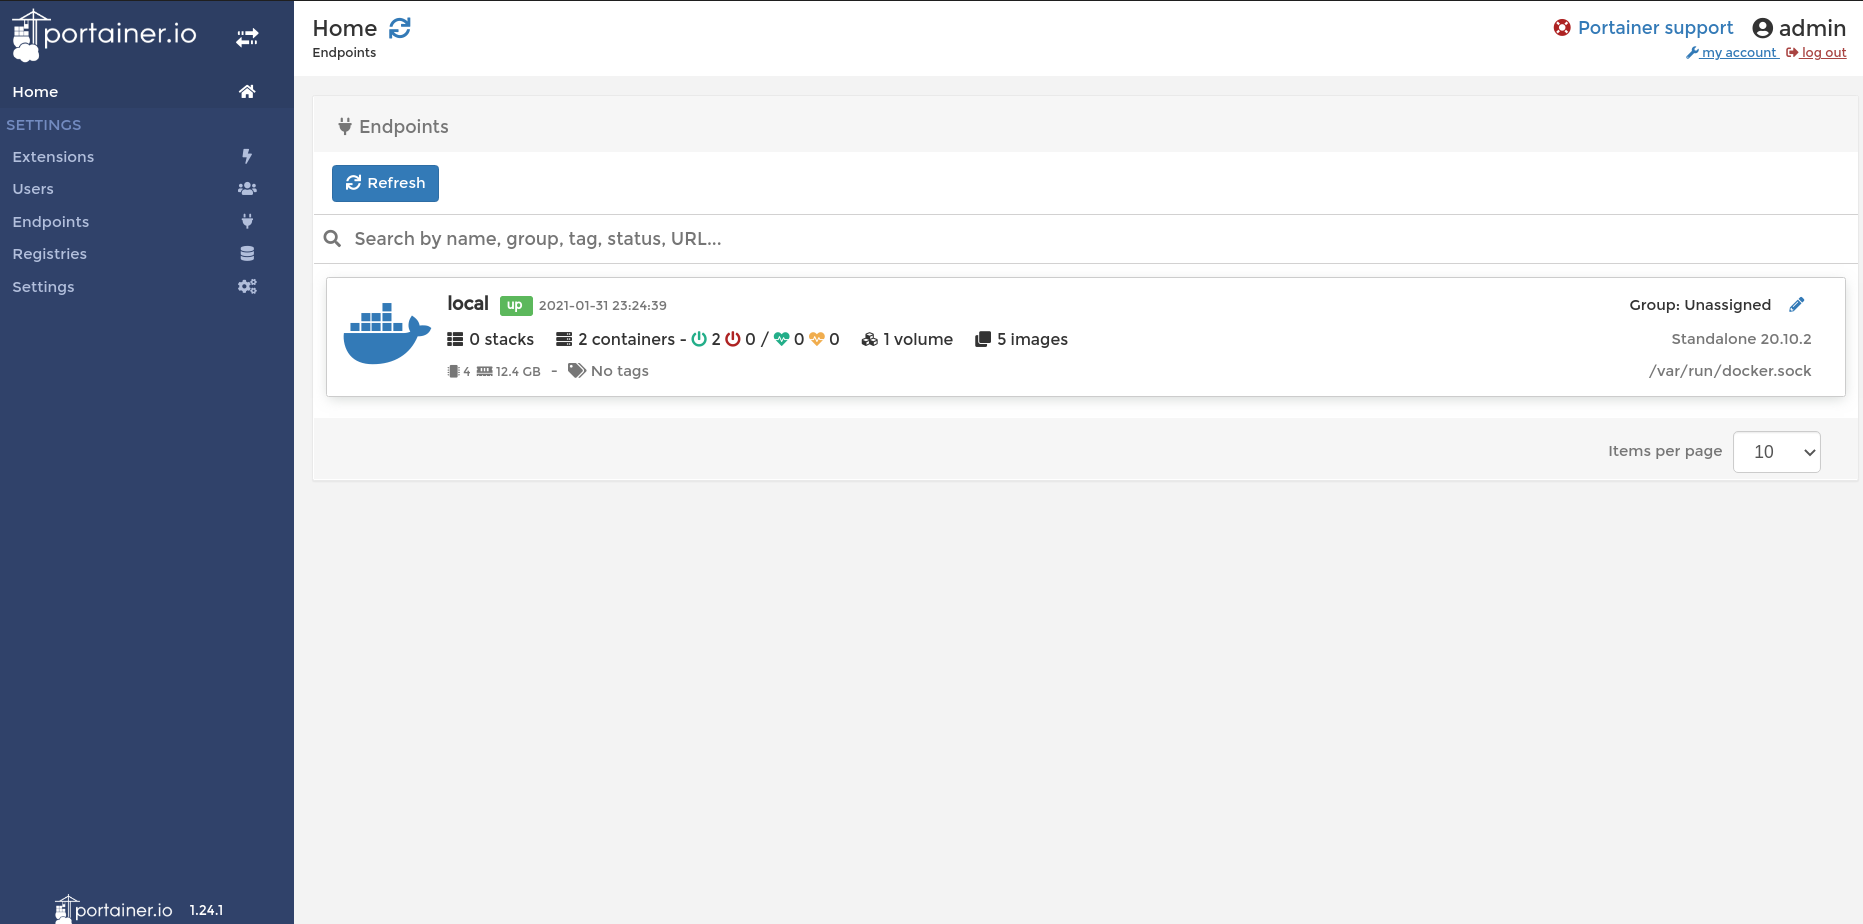 portainer.io
Home
SETTINGS
Extensions
Users
Endpoints
Registries
Settings
portainer.io 1.24.1
Home
Endpoints
Portainer support admin
my account log out
Endpoints
Refresh
Search by name, group, tag, status, URL...
local up 2021-01-31 23:24:39 Group: Unassigned
0 stacks 2 containers - 2 0 / 0 0 1 volume 5 images Standalone 20.10.2
4 12.4 GB - No tags /var/run/docker.sock
Items per page 10